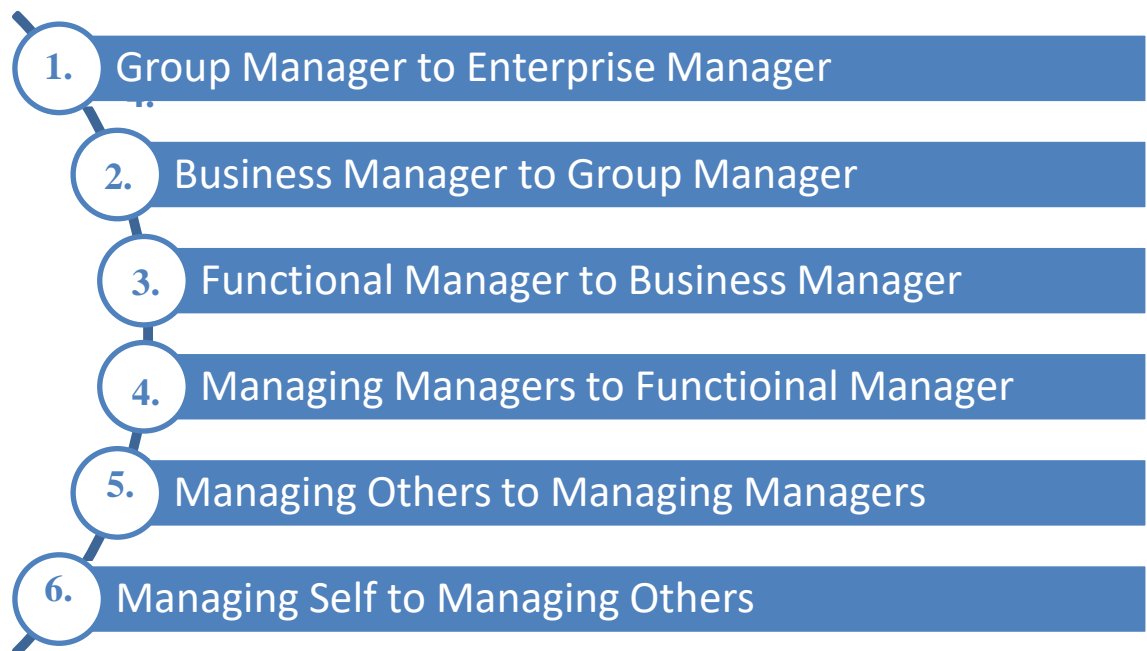 1. Group Manager to Enterprise Manager
2. Business Manager to Group Manager
3. Functional Manager to Business Manager
4. Managing Managers to Functioinal Manager
5. Managing Others to Managing Managers
6. Managing Self to Managing Others